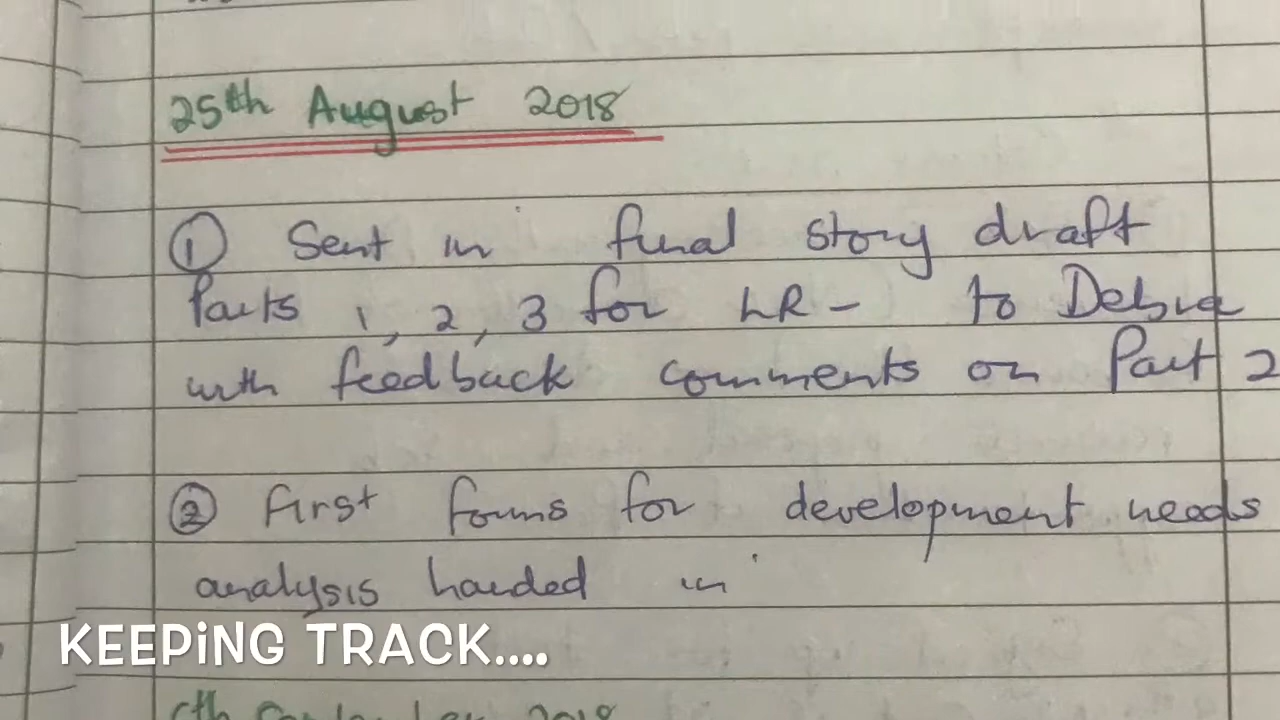 25th August 2018
① Sent in final story draft
Parts 1, 2, 3 for LR - to Debra
with feedback comments on Part 2
② First forms for development needs
analysis handed in
KEEPING TRACK....
2018